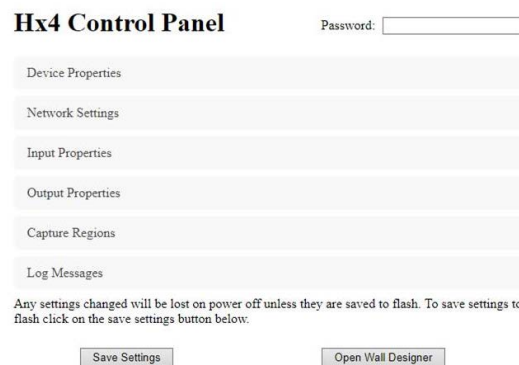 Hx4 Control Panel
Password:
Device Properties
Network Settings
Input Properties
Output Properties
Capture Regions
Log Messages
Any settings changed will be lost on power off unless they are saved to flash. To save settings to
flash click on the save settings button below.
Save Settings
Open Wall Designer